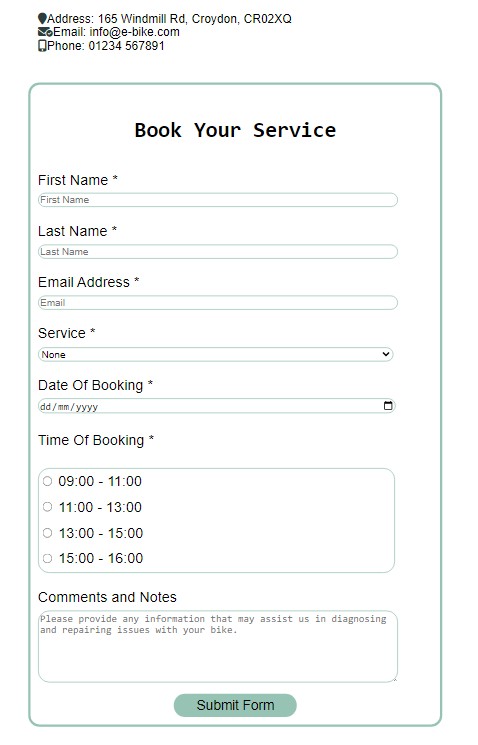 Address: 165 Windmill Rd, Croydon, CR02XQ
Email: info@e-bike.com
Phone: 01234 567891
Book Your Service
First Name *
First Name
Last Name *
Last Name
Email Address *
Email
Service *
None
Date Of Booking *
dd/mm/yyyy
Time Of Booking *
09:00 - 11:00
11:00 - 13:00
13:00 - 15:00
15:00 - 16:00
Comments and Notes
Please provide any information that may assist us in diagnosing
and repairing issues with your bike.
Submit Form